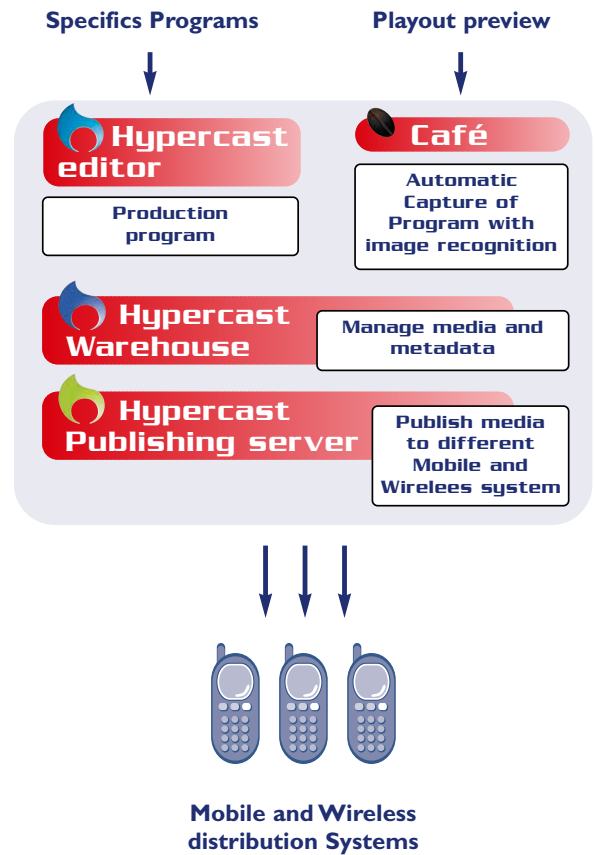 Specifics Programs
Playout preview
Hypercast
editor
Production
program
Café
Automatic
Capture of
Program with
image recognition
Hypercast
Warehouse
Manage media and
metadata
Hypercast
Publishing server
Publish media
to different
Mobile and
Wirelees system
Mobile and Wireless
distribution Systems